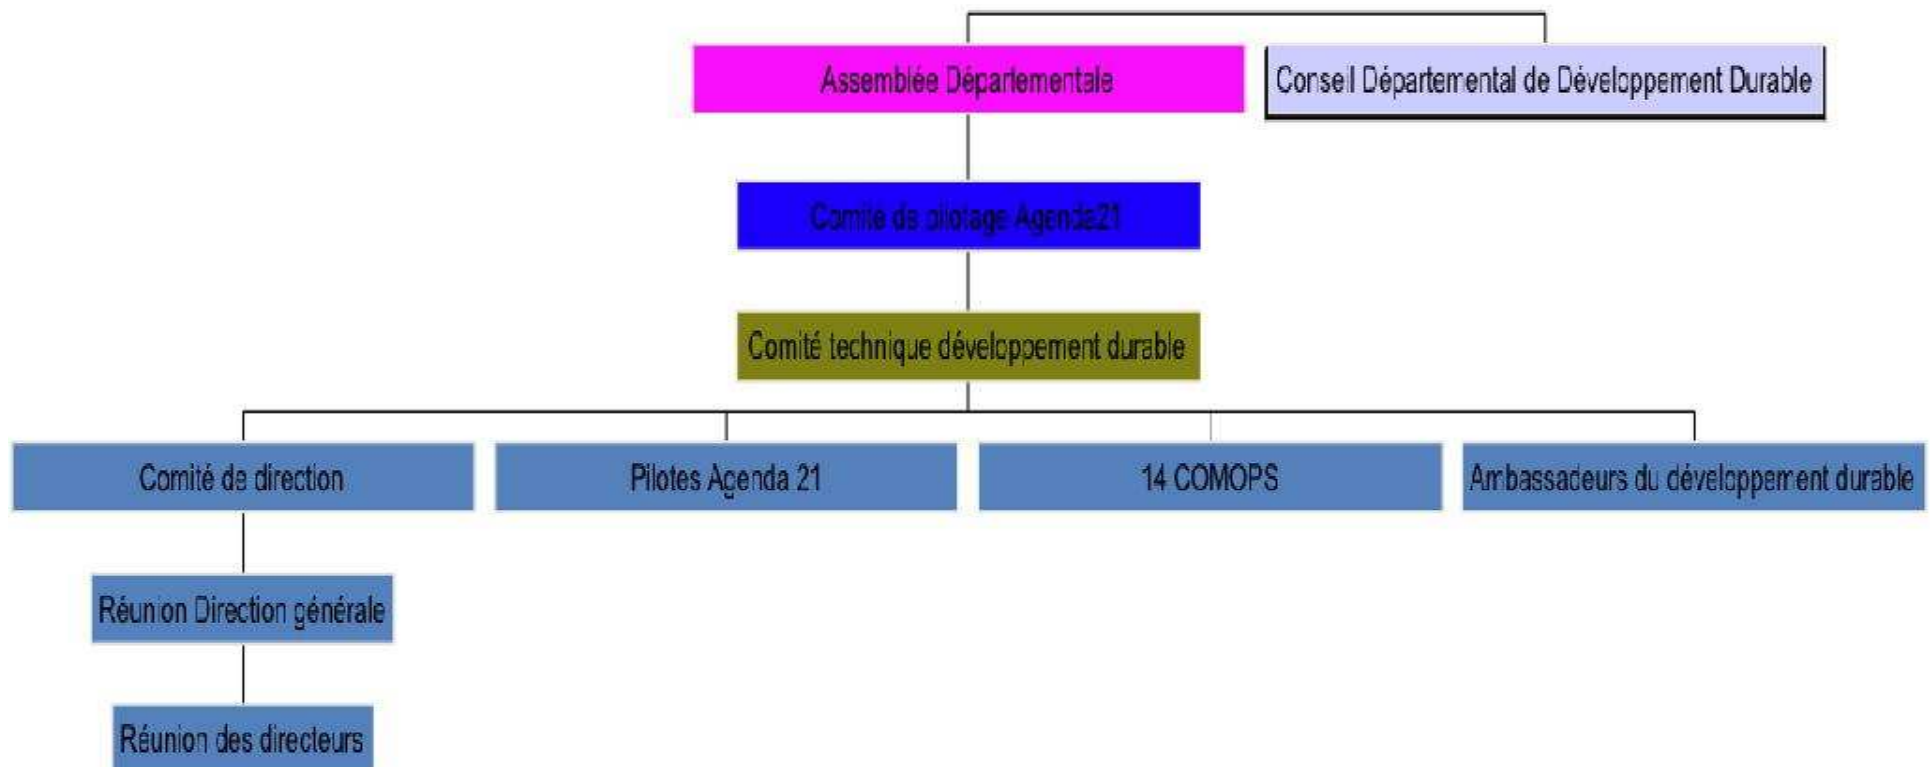 Assemblée Départementale
Conseil Départemental de Développement Durable
Comité de pilotage Agenda21
Comité technique développement durable
Comité de direction
Pilotes Agenda 21
14 COMOPS
Ambassadeurs du développement durable
Réunion Direction générale
Réunion des directeurs